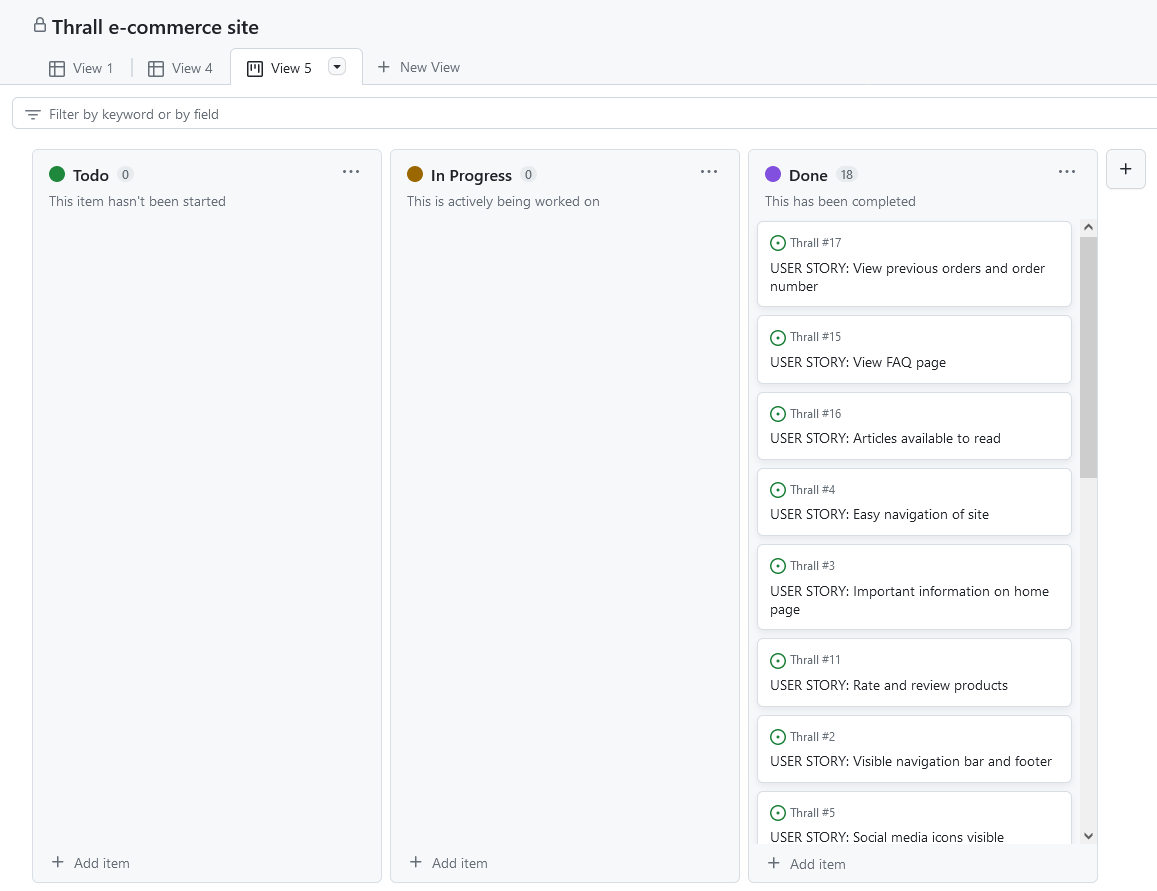 Thrall e-commerce site
View 1
View 4
View 5
New View
Filter by keyword or by field
Todo 0
This item hasn't been started
Add item
In Progress 0
This is actively being worked on
Add item
Done 18
This has been completed
Thrall #17
USER STORY: View previous orders and order
number
Thrall #15
USER STORY: View FAQ page
Thrall #16
USER STORY: Articles available to read
Thrall #4
USER STORY: Easy navigation of site
Thrall #3
USER STORY: Important information on home
page
Thrall #11
USER STORY: Rate and review products
Thrall #2
USER STORY: Visible navigation bar and footer
Thrall #5
USER STORY: Social media icons visible
Add item